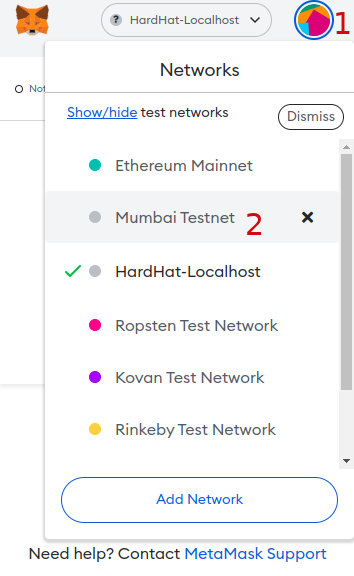 HardHat-Localhost
1
Networks
Show/hide test networks
Dismiss
Not
Ethereum Mainnet
Mumbai Testnet
2
HardHat-Localhost
Ropsten Test Network
Kovan Test Network
Rinkeby Test Network
Add Network
Need help? Contact MetaMask Support